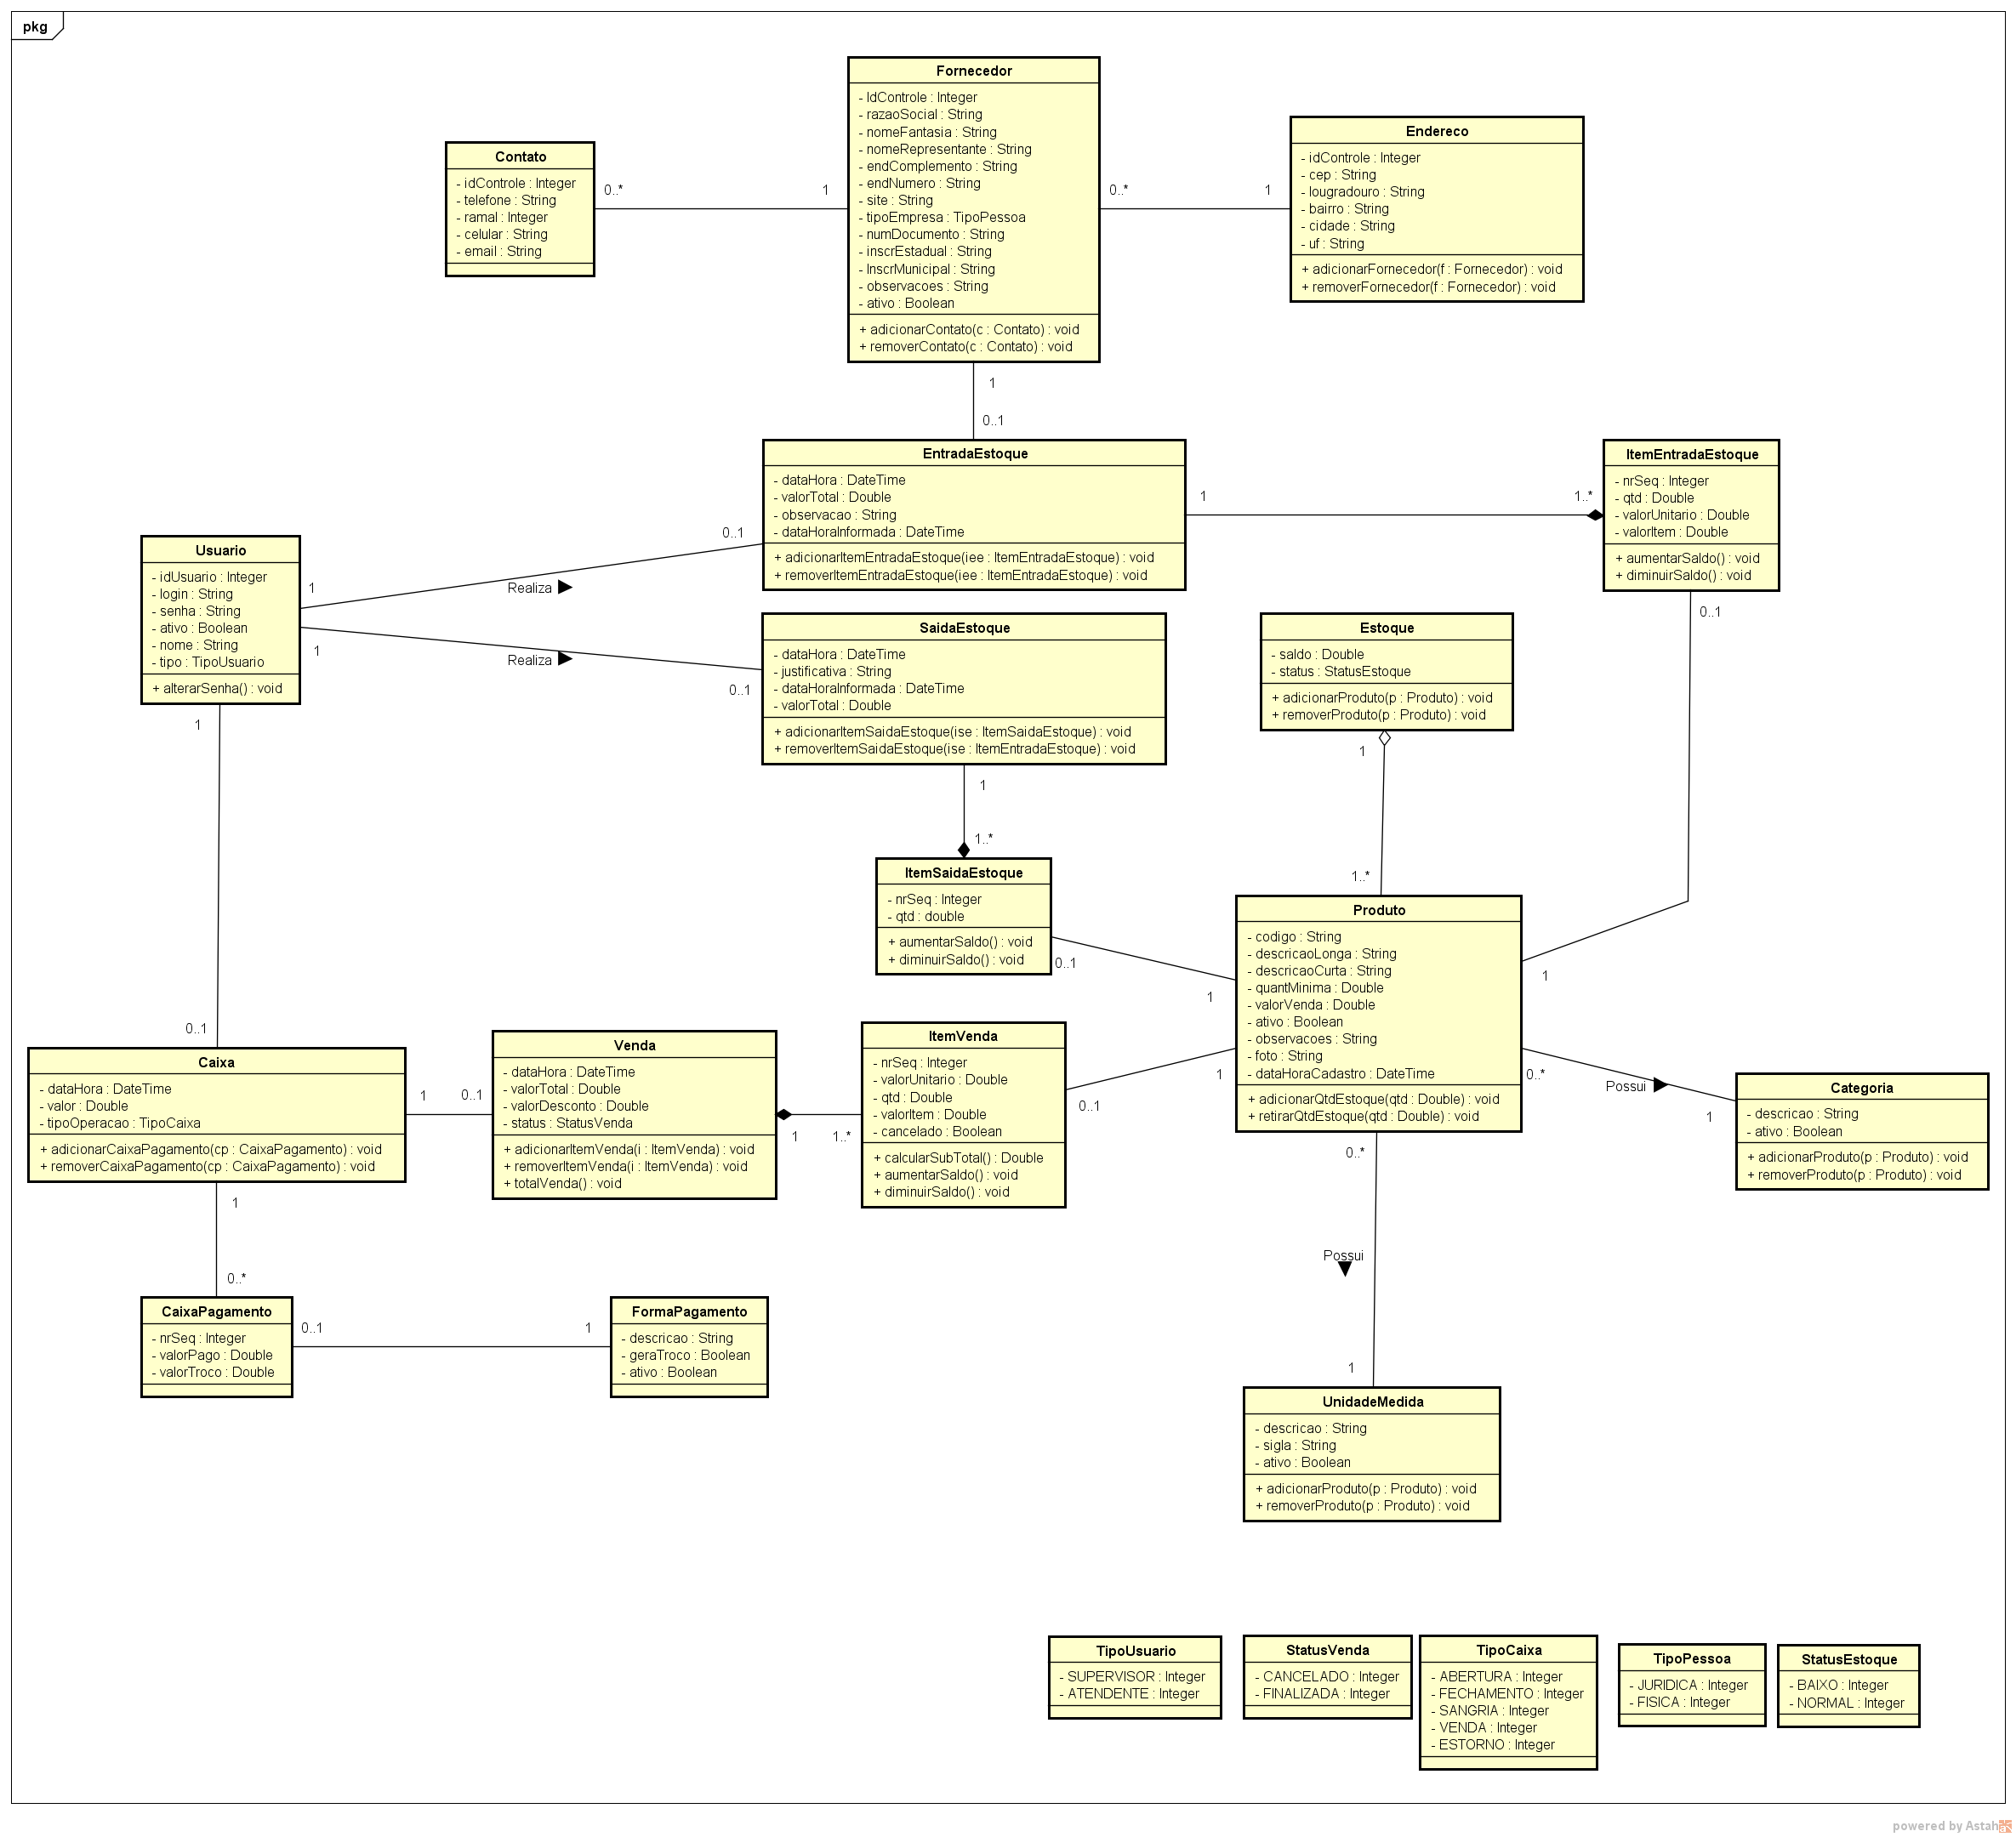 pkg
Fornecedor
- IdControle : Integer
- razaoSocial : String
- nomeFantasia : String
- nomeRepresentante : String
- endComplemento : String
- endNumero : String
- site : String
- tipoEmpresa : TipoPessoa
- numDocumento : String
- inscrEstadual : String
- InscrMunicipal : String
- observacoes : String
- ativo : Boolean
+ adicionarContato(c : Contato) : void
+ removerContato(c : Contato) : void
Contato
- idControle : Integer
- telefone : String
- ramal : Integer
- celular : String
- email : String
0..*
1
0..*
1
Endereco
- idControle : Integer
- cep : String
- lougradouro : String
- bairro : String
- cidade : String
- uf : String
+ adicionarFornecedor(f : Fornecedor) : void
+ removerFornecedor(f : Fornecedor) : void
1
0..1
EntradaEstoque
- dataHora : DateTime
- valorTotal : Double
- observacao : String
- dataHoraInformada : DateTime
+ adicionarItemEntradaEstoque(iee : ItemEntradaEstoque) : void
+ removerItemEntradaEstoque(iee : ItemEntradaEstoque) : void
1
1..*
ItemEntradaEstoque
- nrSeq : Integer
- qtd : Double
- valorUnitario : Double
- valorItem : Double
+ aumentarSaldo() : void
+ diminuirSaldo() : void
0..1
Usuario
- idUsuario : Integer
- login : String
- senha : String
- ativo : Boolean
- nome : String
- tipo : TipoUsuario
+ alterarSenha() : void
1
Realiza
0..1
1
Realiza
0..1
SaidaEstoque
- dataHora : DateTime
- justificativa : String
- dataHoraInformada : DateTime
- valorTotal : Double
+ adicionarItemSaidaEstoque(ise : ItemSaidaEstoque) : void
+ removerItemSaidaEstoque(ise : ItemEntradaEstoque) : void
Estoque
- saldo : Double
- status : StatusEstoque
+ adicionarProduto(p : Produto) : void
+ removerProduto(p : Produto) : void
1
1..*
1
1..*
ItemSaidaEstoque
- nrSeq : Integer
- qtd : double
+ aumentarSaldo() : void
+ diminuirSaldo() : void
0..1
1
Produto
- codigo : String
- descricaoLonga : String
- descricaoCurta : String
- quantMinima : Double
- valorVenda : Double
- ativo : Boolean
- observacoes : String
- foto : String
- dataHoraCadastro : DateTime
+ adicionarQtdEstoque(qtd : Double) : void
+ retirarQtdEstoque(qtd : Double) : void
1
1
0..1
Caixa
- dataHora : DateTime
- valor : Double
- tipoOperacao : TipoCaixa
+ adicionarCaixaPagamento(cp : CaixaPagamento) : void
+ removerCaixaPagamento(cp : CaixaPagamento) : void
1
0..1
Venda
- dataHora : DateTime
- valorTotal : Double
- valorDesconto : Double
- status : StatusVenda
+ adicionarItemVenda(i : ItemVenda) : void
+ removerItemVenda(i : ItemVenda) : void
+ totalVenda() : void
1
1..*
ItemVenda
- nrSeq : Integer
- valorUnitario : Double
- qtd : Double
- valorItem : Double
- cancelado : Boolean
+ calcularSubTotal() : Double
+ aumentarSaldo() : void
+ diminuirSaldo() : void
0..1
1
0..*
Possui
1
Categoria
- descricao : String
- ativo : Boolean
+ adicionarProduto(p : Produto) : void
+ removerProduto(p : Produto) : void
0..*
Possui
1
1
0..*
CaixaPagamento
- nrSeq : Integer
- valorPago : Double
- valorTroco : Double
0..1
1
FormaPagamento
- descricao : String
- geraTroco : Boolean
- ativo : Boolean
UnidadeMedida
- descricao : String
- sigla : String
- ativo : Boolean
+ adicionarProduto(p : Produto) : void
+ removerProduto(p : Produto) : void
TipoUsuario
- SUPERVISOR : Integer
- ATENDENTE : Integer
StatusVenda
- CANCELADO : Integer
- FINALIZADA : Integer
TipoCaixa
- ABERTURA : Integer
- FECHAMENTO : Integer
- SANGRIA : Integer
- VENDA : Integer
- ESTORNO : Integer
TipoPessoa
- JURIDICA : Integer
- FISICA : Integer
StatusEstoque
- BAIXO : Integer
- NORMAL : Integer
powered by Astah